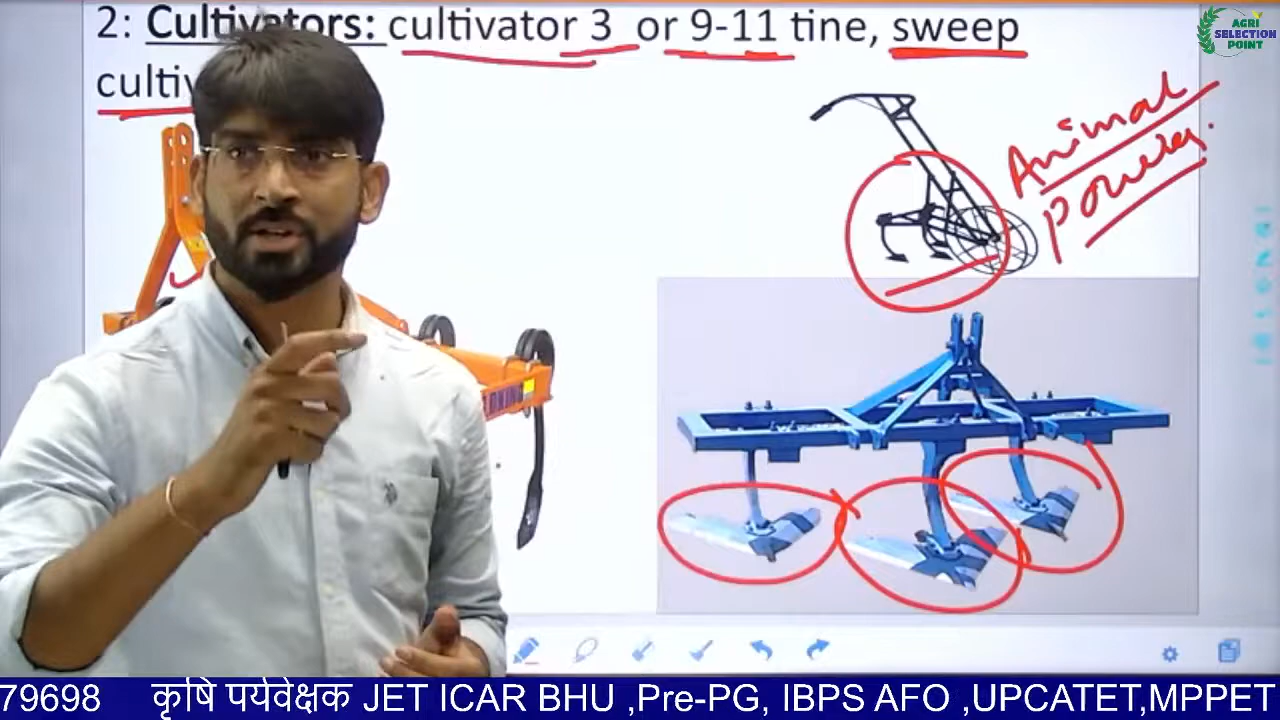 2: Cultivators: cultivator 3 or 9-11 tine, sweep
culti
AGRI
SELECTION
POINT
Animal
Power
79698 कृषि पर्यवेक्षक JET ICAR BHU ,Pre-PG, IBPS AFO ,UPCATET,MPPET